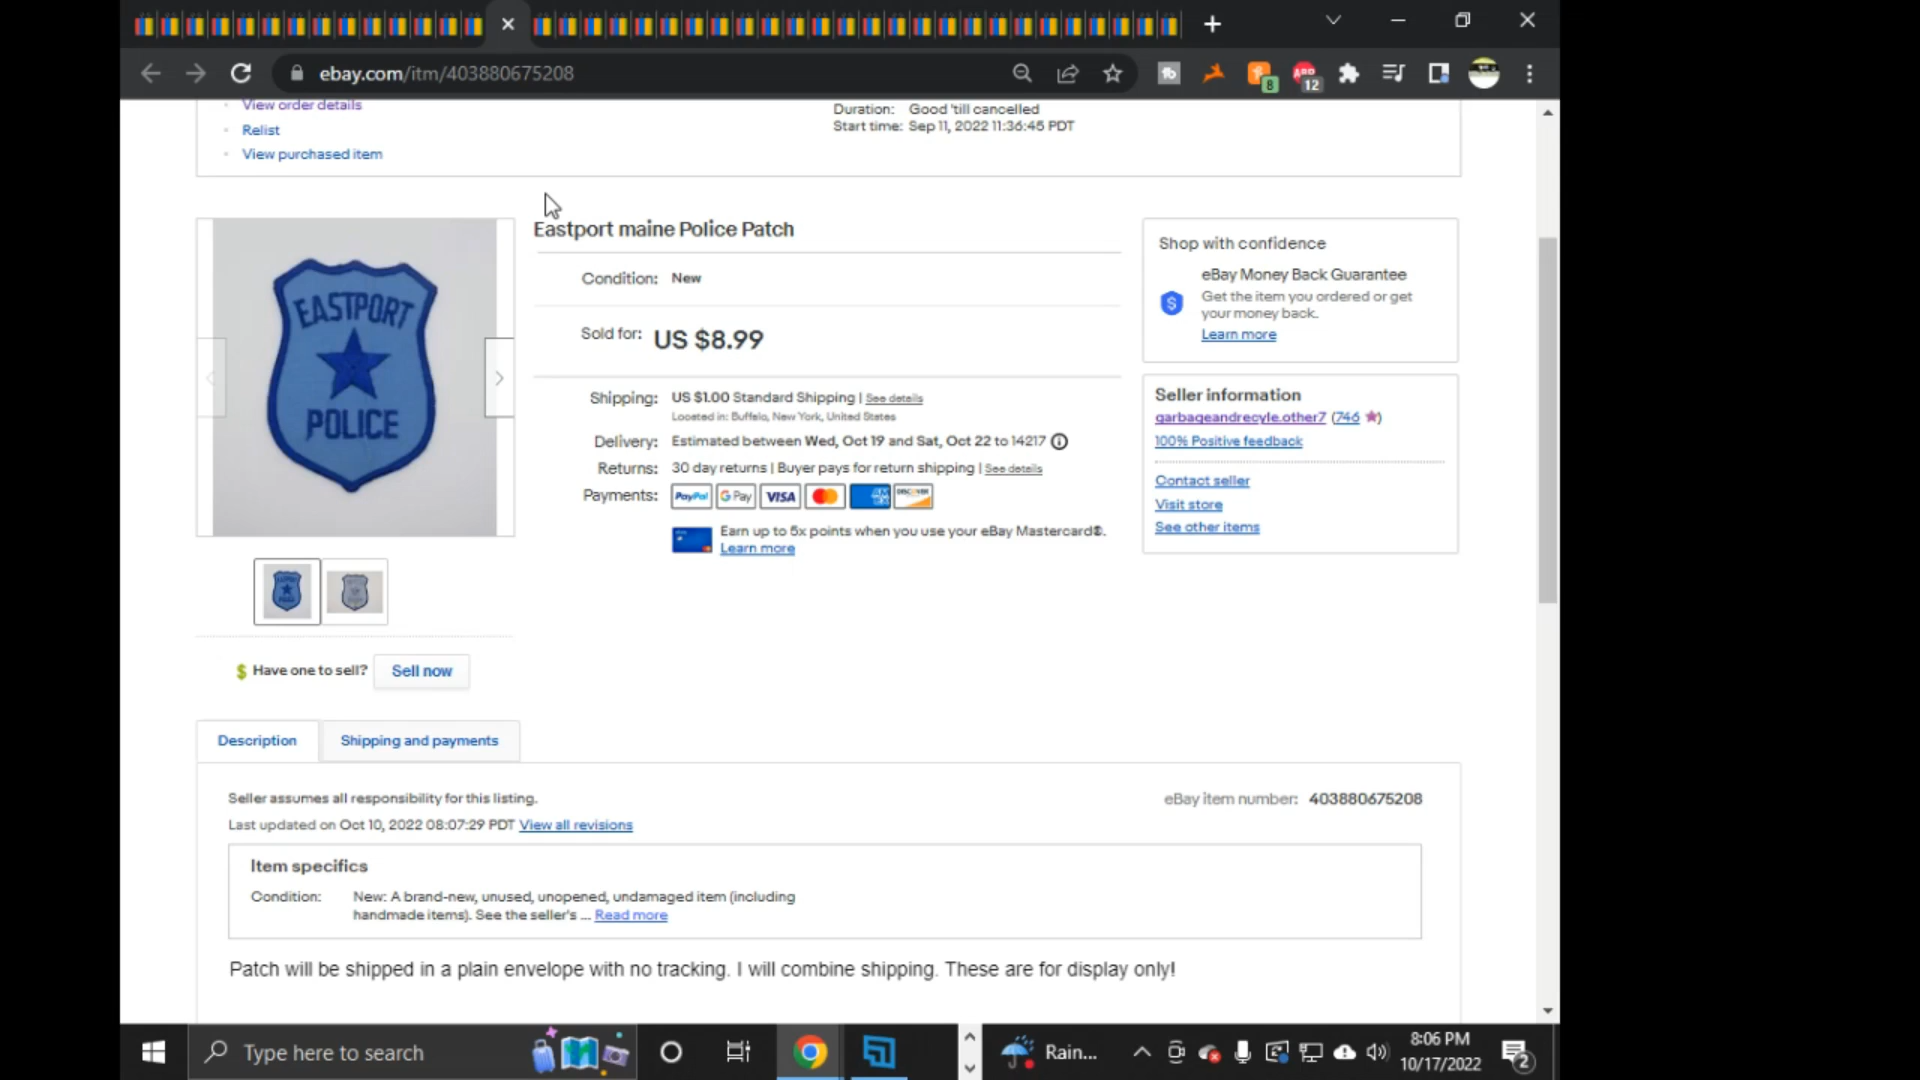 ebay.com/itm/403880675208
8
ABP
12
View order details
Relist
View purchased item
Duration: Good 'till cancelled
Start time: Sep 11, 2022 11:36:45 PDT
EASTPORT
POLICE
Eastport maine Police Patch
Condition: New
Sold for: US $8.99
Shipping: US $1.00 Standard Shipping | See details
Located in: Buffalo, New York, United States
Delivery: Estimated between Wed, Oct 19 and Sat, Oct 22 to 14217
Returns: 30 day returns | Buyer pays for return shipping | See details
Payments: PayPal G Pay VISA DISCOVER
Earn up to 5x points when you use your eBay Mastercard®.
Learn more
Shop with confidence
eBay Money Back Guarantee
Get the item you ordered or get
your money back.
Learn more
Seller information
garbageandrecyle.other7 (746 )
100% Positive feedback
Contact seller
Visit store
See other items
$ Have one to sell? Sell now
Description
Shipping and payments
Seller assumes all responsibility for this listing.
Last updated on Oct 10, 2022 08:07:29 PDT View all revisions
eBay item number: 403880675208
Item specifics
Condition: New: A brand-new, unused, unopened, undamaged item (including
handmade items). See the seller's ... Read more
Patch will be shipped in a plain envelope with no tracking. I will combine shipping. These are for display only!
Type here to search
Rain...
8:06 PM
10/17/2022
2